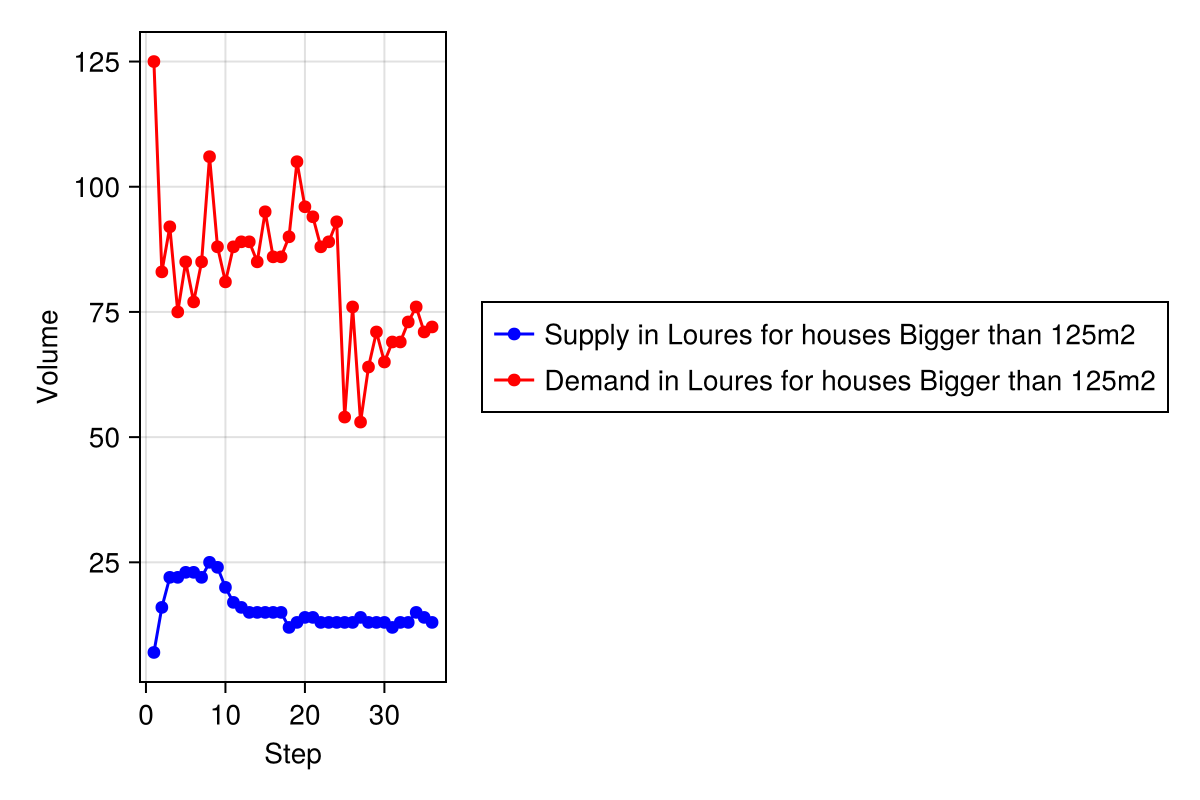 125
100
75
50
25
Volume
0 10 20 30
Step
Supply in Loures for houses Bigger than 125m2
Demand in Loures for houses Bigger than 125m2